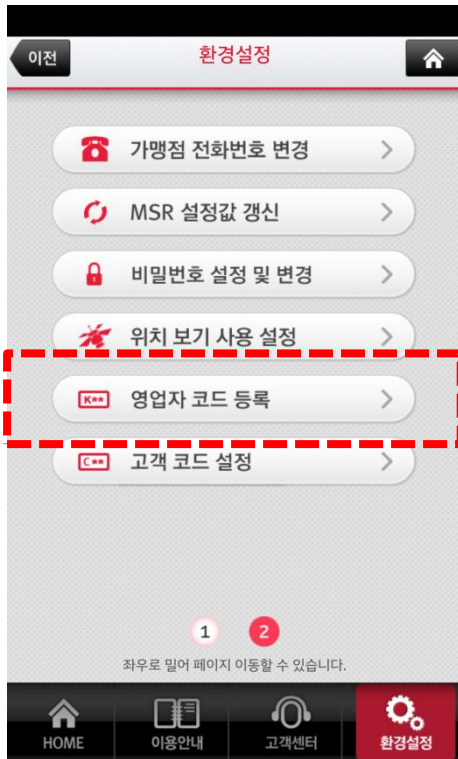 이전
환경설정
가맹점 전화번호 변경
MSR 설정값 갱신
비밀번호 설정 및 변경
위치 보기 사용 설정
K** 영업자 코드 등록
C** 고객 코드 설정
1 2
좌우로 밀어 페이지 이동할 수 있습니다.
HOME 이용안내 고객센터 환경설정